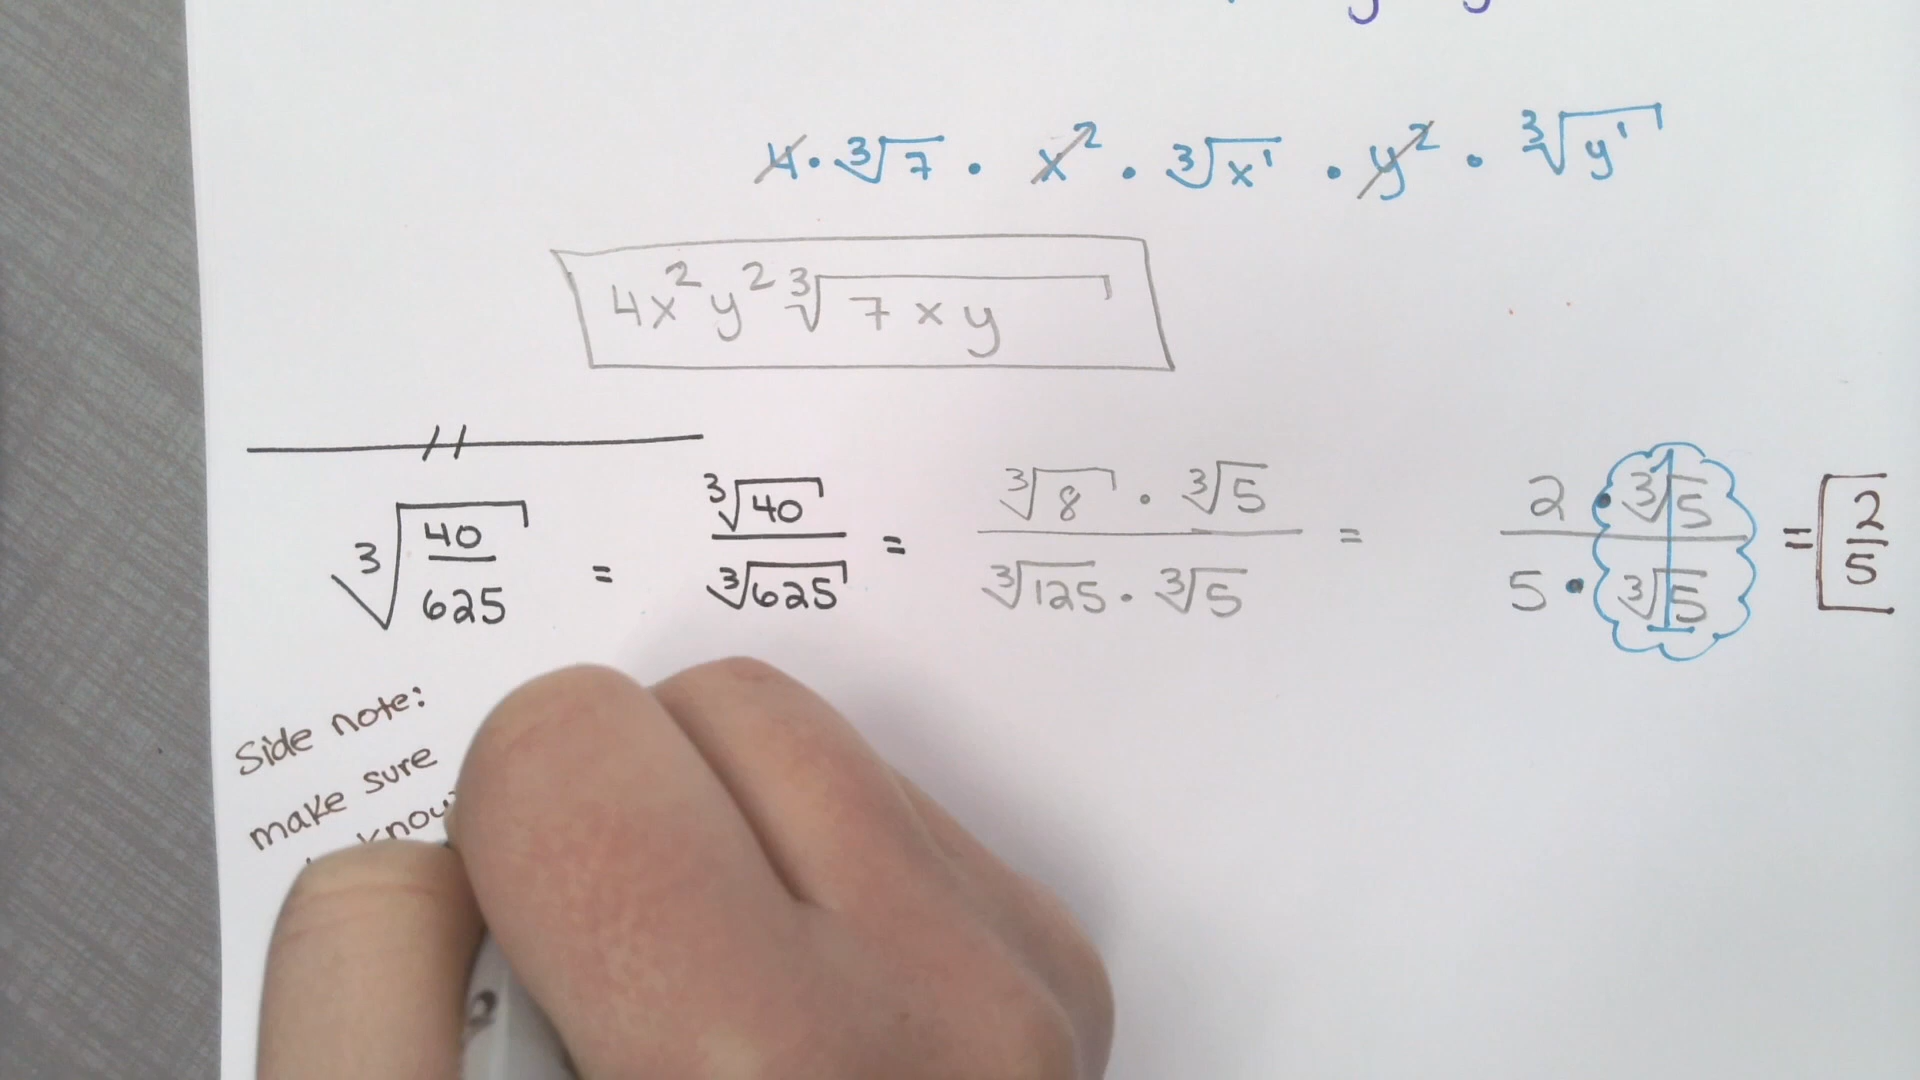 4 · ∛7 · x² · ∛x¹ · y² · ∛y¹
4x²y² ∛7xy
∛(40/625) = ∛40/∛625 = (∛8 · ∛5)/(∛125 · ∛5) = (2 · ∛5)/(5 · ∛5) = 2/5
Side note:
make sure
know